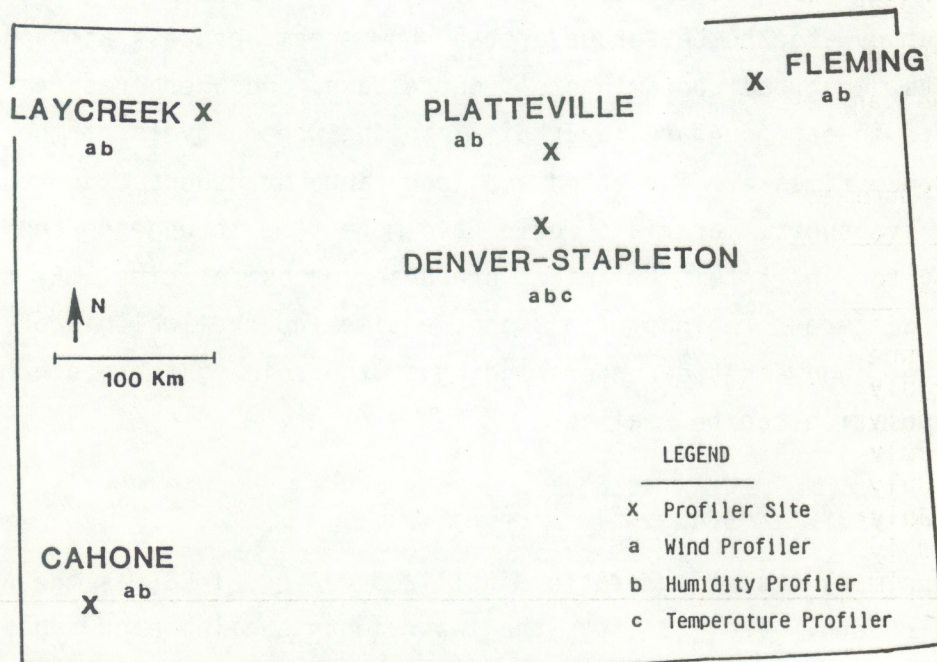 FLEMING
X
ab
PLATTEVILLE
ab
X
LAYCREEK X
ab
X
DENVER-STAPLETON
abc
N
100 Km
LEGEND
X Profiler Site
a Wind Profiler
b Humidity Profiler
c Temperature Profiler
CAHONE
ab
X